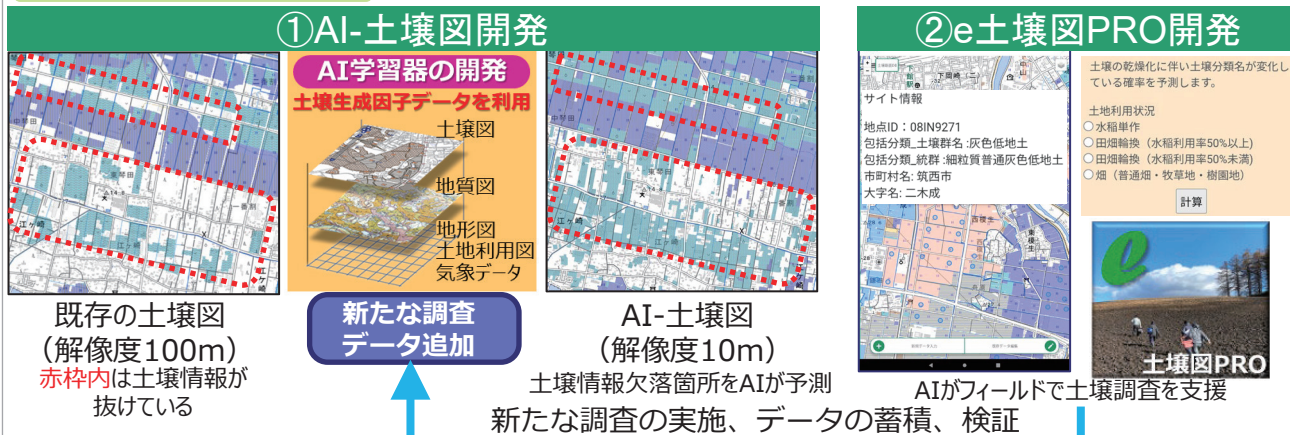 ①AI-土壌図開発
②e土壌図PRO開発
AI学習器の開発
土壌生成因子データを利用
土壌図
地質図
地形図
土地利用図
気象データ
新たな調査
データ追加
既存の土壌図
（解像度100m）
赤枠内は土壌情報が
抜けている
AI-土壌図
（解像度10m）
土壌情報欠落箇所をAIが予測
サイト情報
地点ID：08IN9271
包括分類_土壌群名:灰色低地土
包括分類_統群:細粒質普通灰色低地土
市町村名: 筑西市
大字名: 二木成
土壌の乾燥化に伴い土壌分類名が変化し
ている確率を予測します。
土地利用状況
水稲単作
田畑輪換（水稲利用率50%以上)
田畑輪換（水稲利用率50%未満)
畑（普通畑・牧草地・樹園地）
計算
e
土壌図PRO
AIがフィールドで土壌調査を支援
新たな調査の実施、データの蓄積、検証